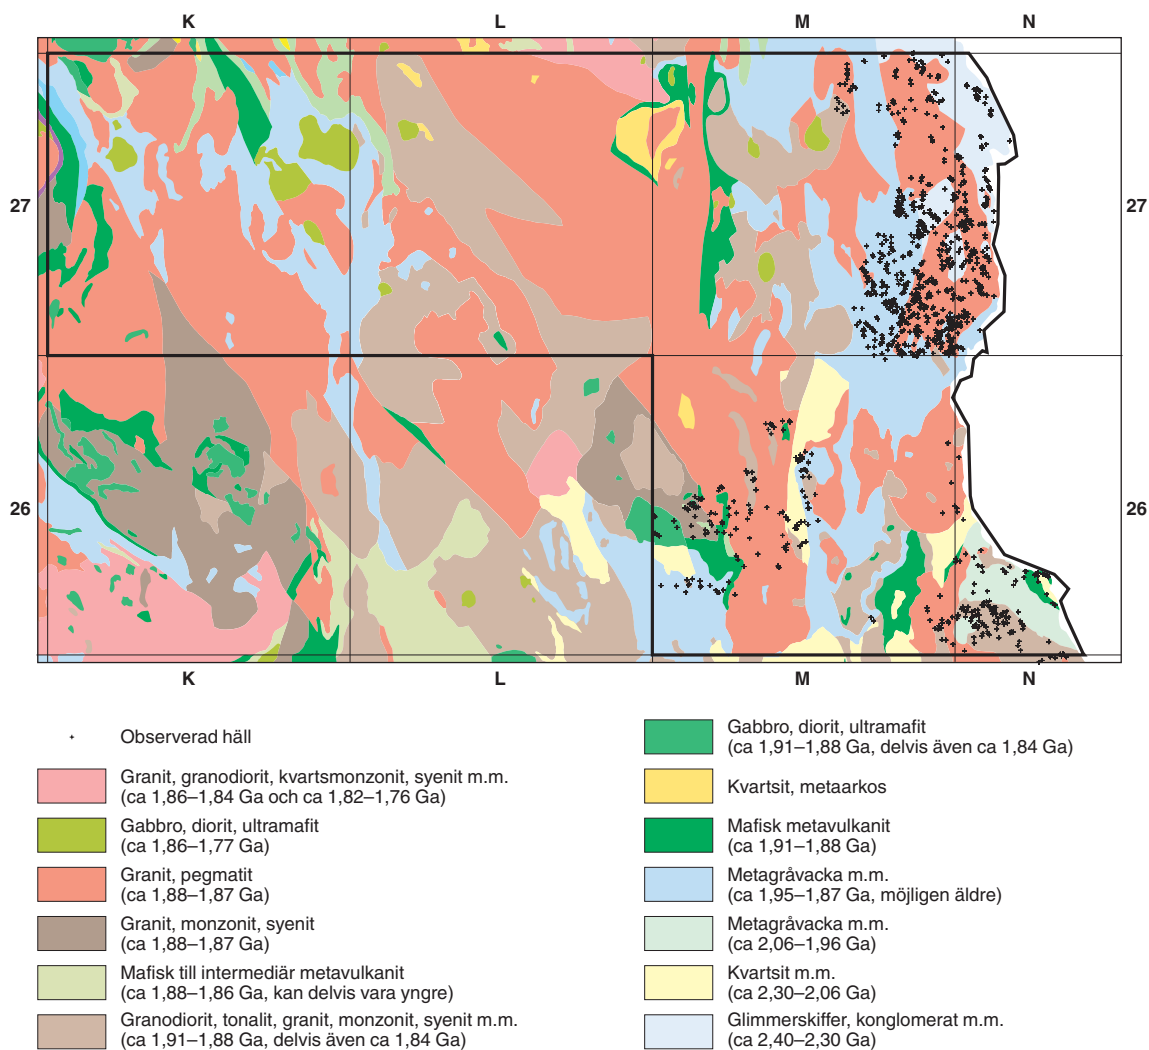 K L M N
27 27
26 26
K L M N
Observerad häll
Granit, granodiorit, kvartsmonzonit, syenit m.m.
(ca 1,86–1,84 Ga och ca 1,82–1,76 Ga)
Gabbro, diorit, ultramafit
(ca 1,86–1,77 Ga)
Granit, pegmatit
(ca 1,88–1,87 Ga)
Granit, monzonit, syenit
(ca 1,88–1,87 Ga)
Mafisk till intermediär metavulkanit
(ca 1,88–1,86 Ga, kan delvis vara yngre)
Granodiorit, tonalit, granit, monzonit, syenit m.m.
(ca 1,91–1,88 Ga, delvis även ca 1,84 Ga)
Gabbro, diorit, ultramafit
(ca 1,91–1,88 Ga, delvis även ca 1,84 Ga)
Kvartsit, metaarkos
Mafisk metavulkanit
(ca 1,91–1,88 Ga)
Metagråvacka m.m.
(ca 1,95–1,87 Ga, möjligen äldre)
Metagråvacka m.m.
(ca 2,06–1,96 Ga)
Kvartsit m.m.
(ca 2,30–2,06 Ga)
Glimmerskiffer, konglomerat m.m.
(ca 2,40–2,30 Ga)